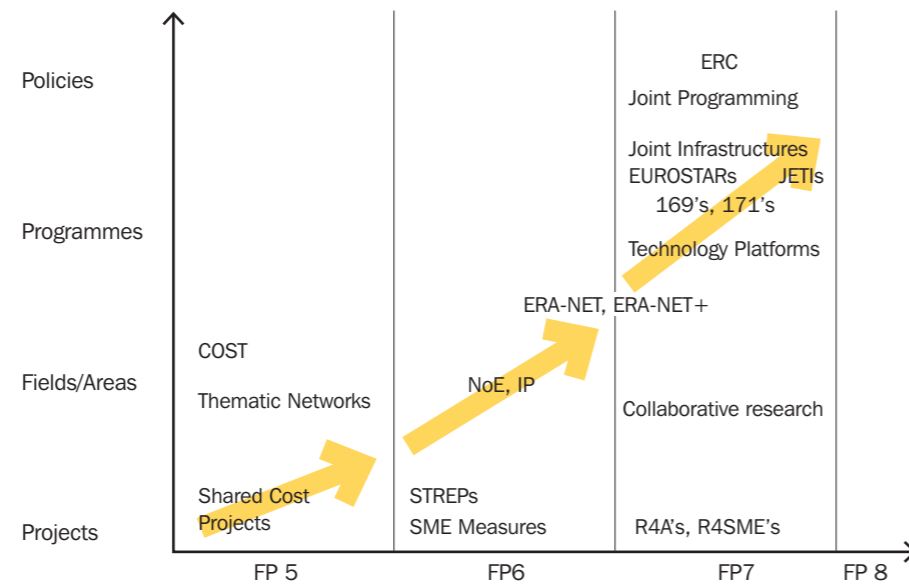 Policies
Programmes
Fields/Areas
Projects
COST
Thematic Networks
Shared Cost
Projects
NoE, IP
STREPs
SME Measures
ERA-NET, ERA-NET+
ERC
Joint Programming
Joint Infrastructures
EUROSTARs JETIs
169's, 171's
Technology Platforms
Collaborative research
R4A's, R4SME's
FP 5
FP6
FP7
FP 8